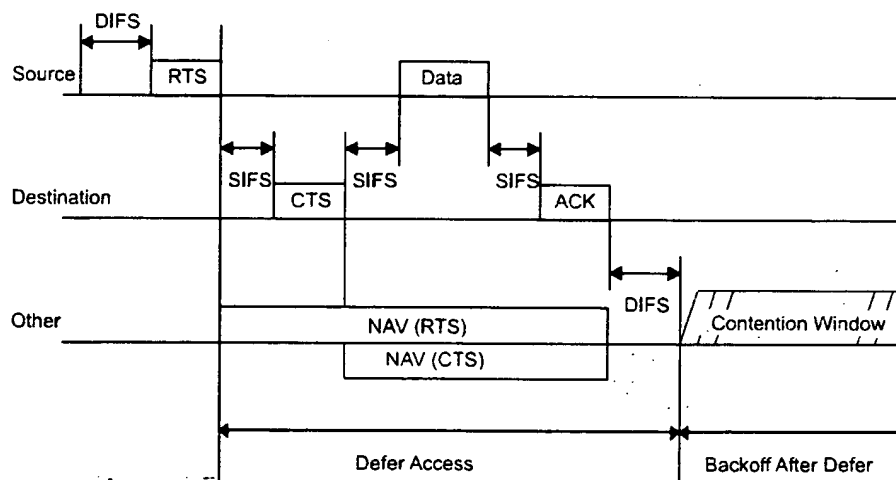 DIFS
Source
RTS
Data
SIFS
SIFS
SIFS
Destination
CTS
ACK
DIFS
Other
NAV (RTS)
Contention Window
NAV (CTS)
Defer Access
Backoff After Defer